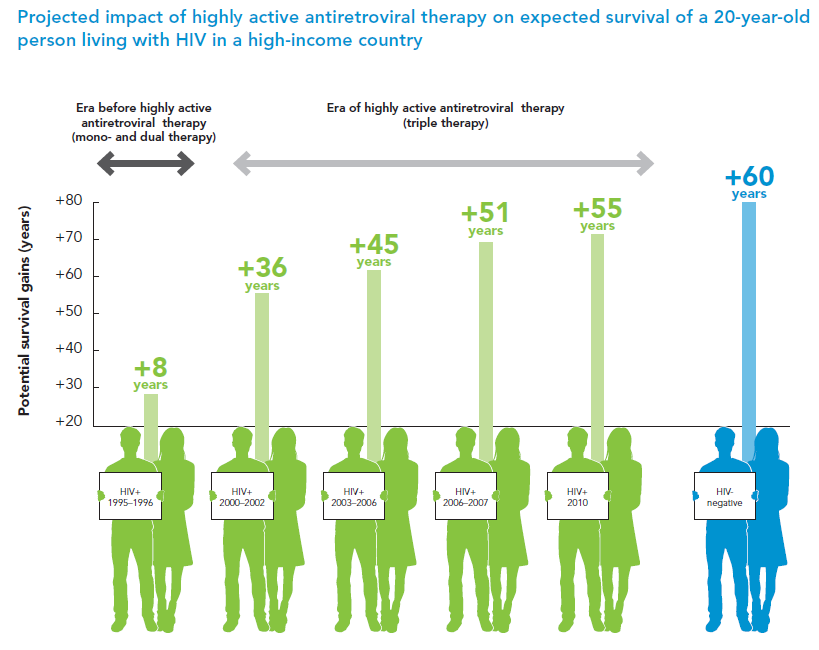 Projected impact of highly active antiretroviral therapy on expected survival of a 20-year-old
person living with HIV in a high-income country
Era before highly active
antiretroviral therapy
(mono- and dual therapy)
Era of highly active antiretroviral therapy
(triple therapy)
Potential survival gains (years)
+80
+70
+60
+50
+40
+30
+20
+8
years
+36
years
+45
years
+51
years
+55
years
+60
years
HIV+
1995–1996
HIV+
2000–2002
HIV+
2003–2006
HIV+
2006–2007
HIV+
2010
HIV-
negative